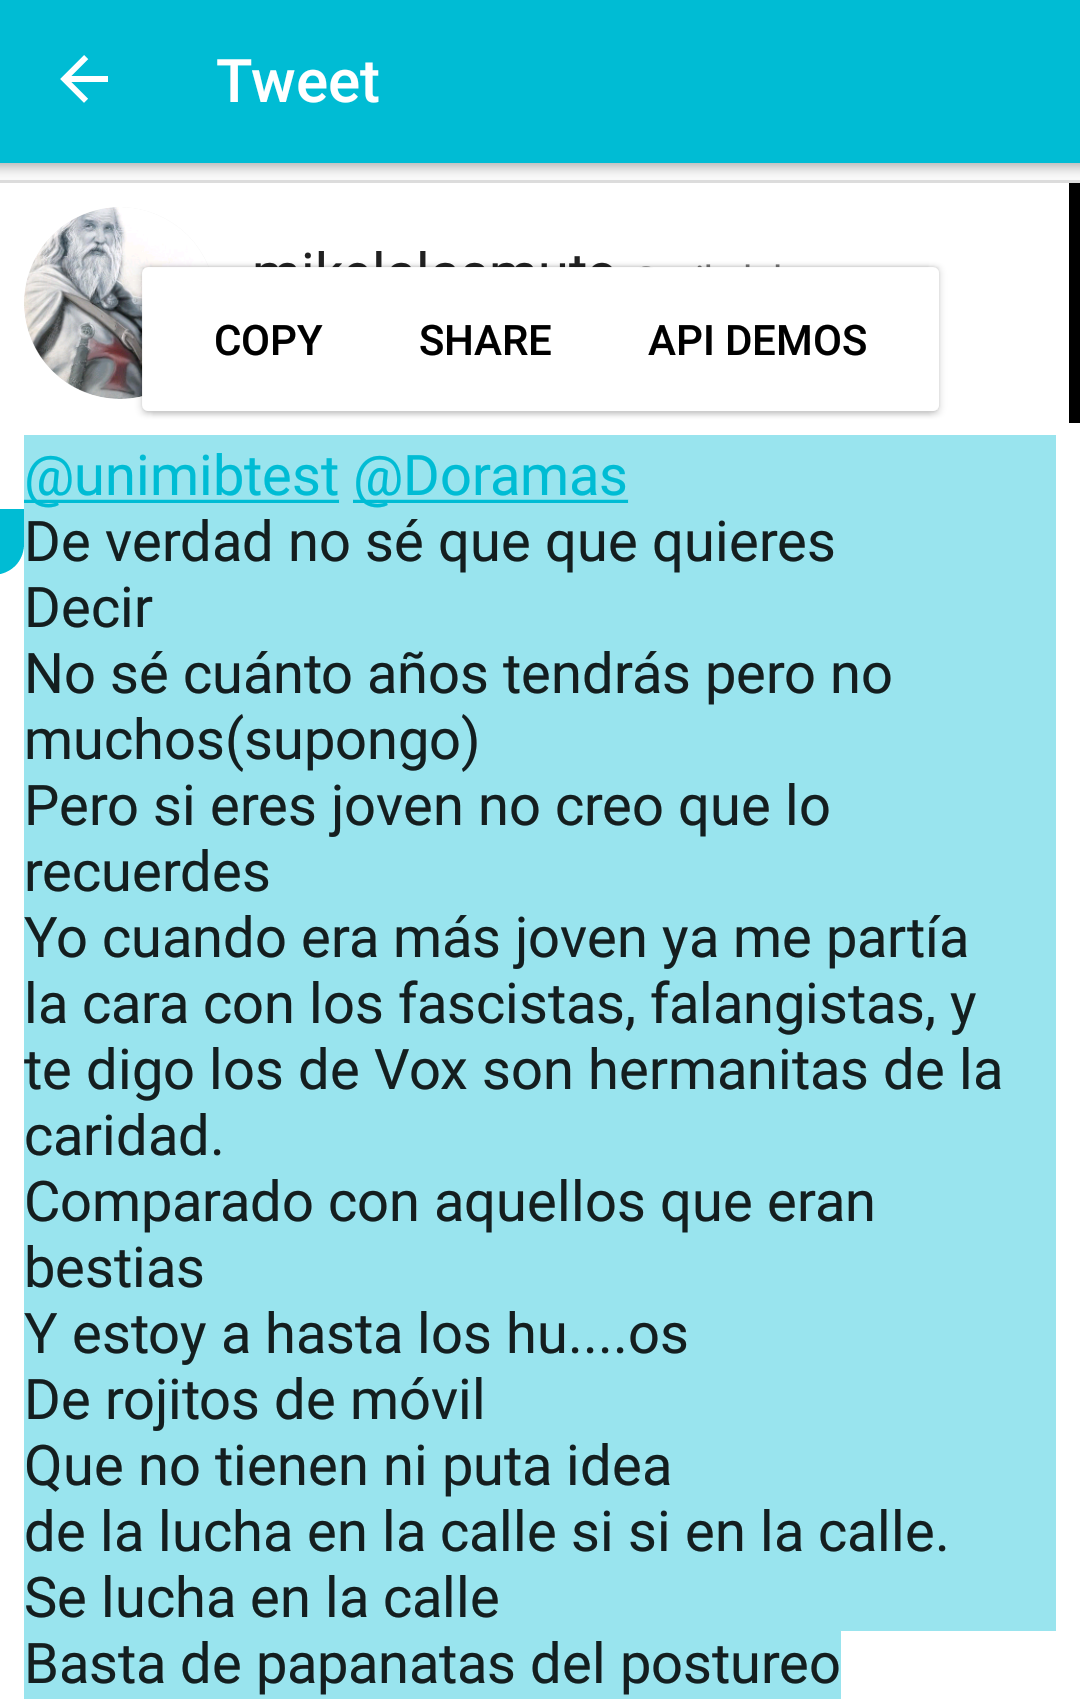 Tweet
COPY SHARE API DEMOS
@unimibtest @Doramas
De verdad no sé que que quieres
Decir
No sé cuánto años tendrás pero no
muchos(supongo)
Pero si eres joven no creo que lo
recuerdes
Yo cuando era más joven ya me partía
la cara con los fascistas, falangistas, y
te digo los de Vox son hermanitas de la
caridad.
Comparado con aquellos que eran
bestias
Y estoy a hasta los hu....os
De rojitos de móvil
Que no tienen ni puta idea
de la lucha en la calle si si en la calle.
Se lucha en la calle
Basta de papanatas del postureo